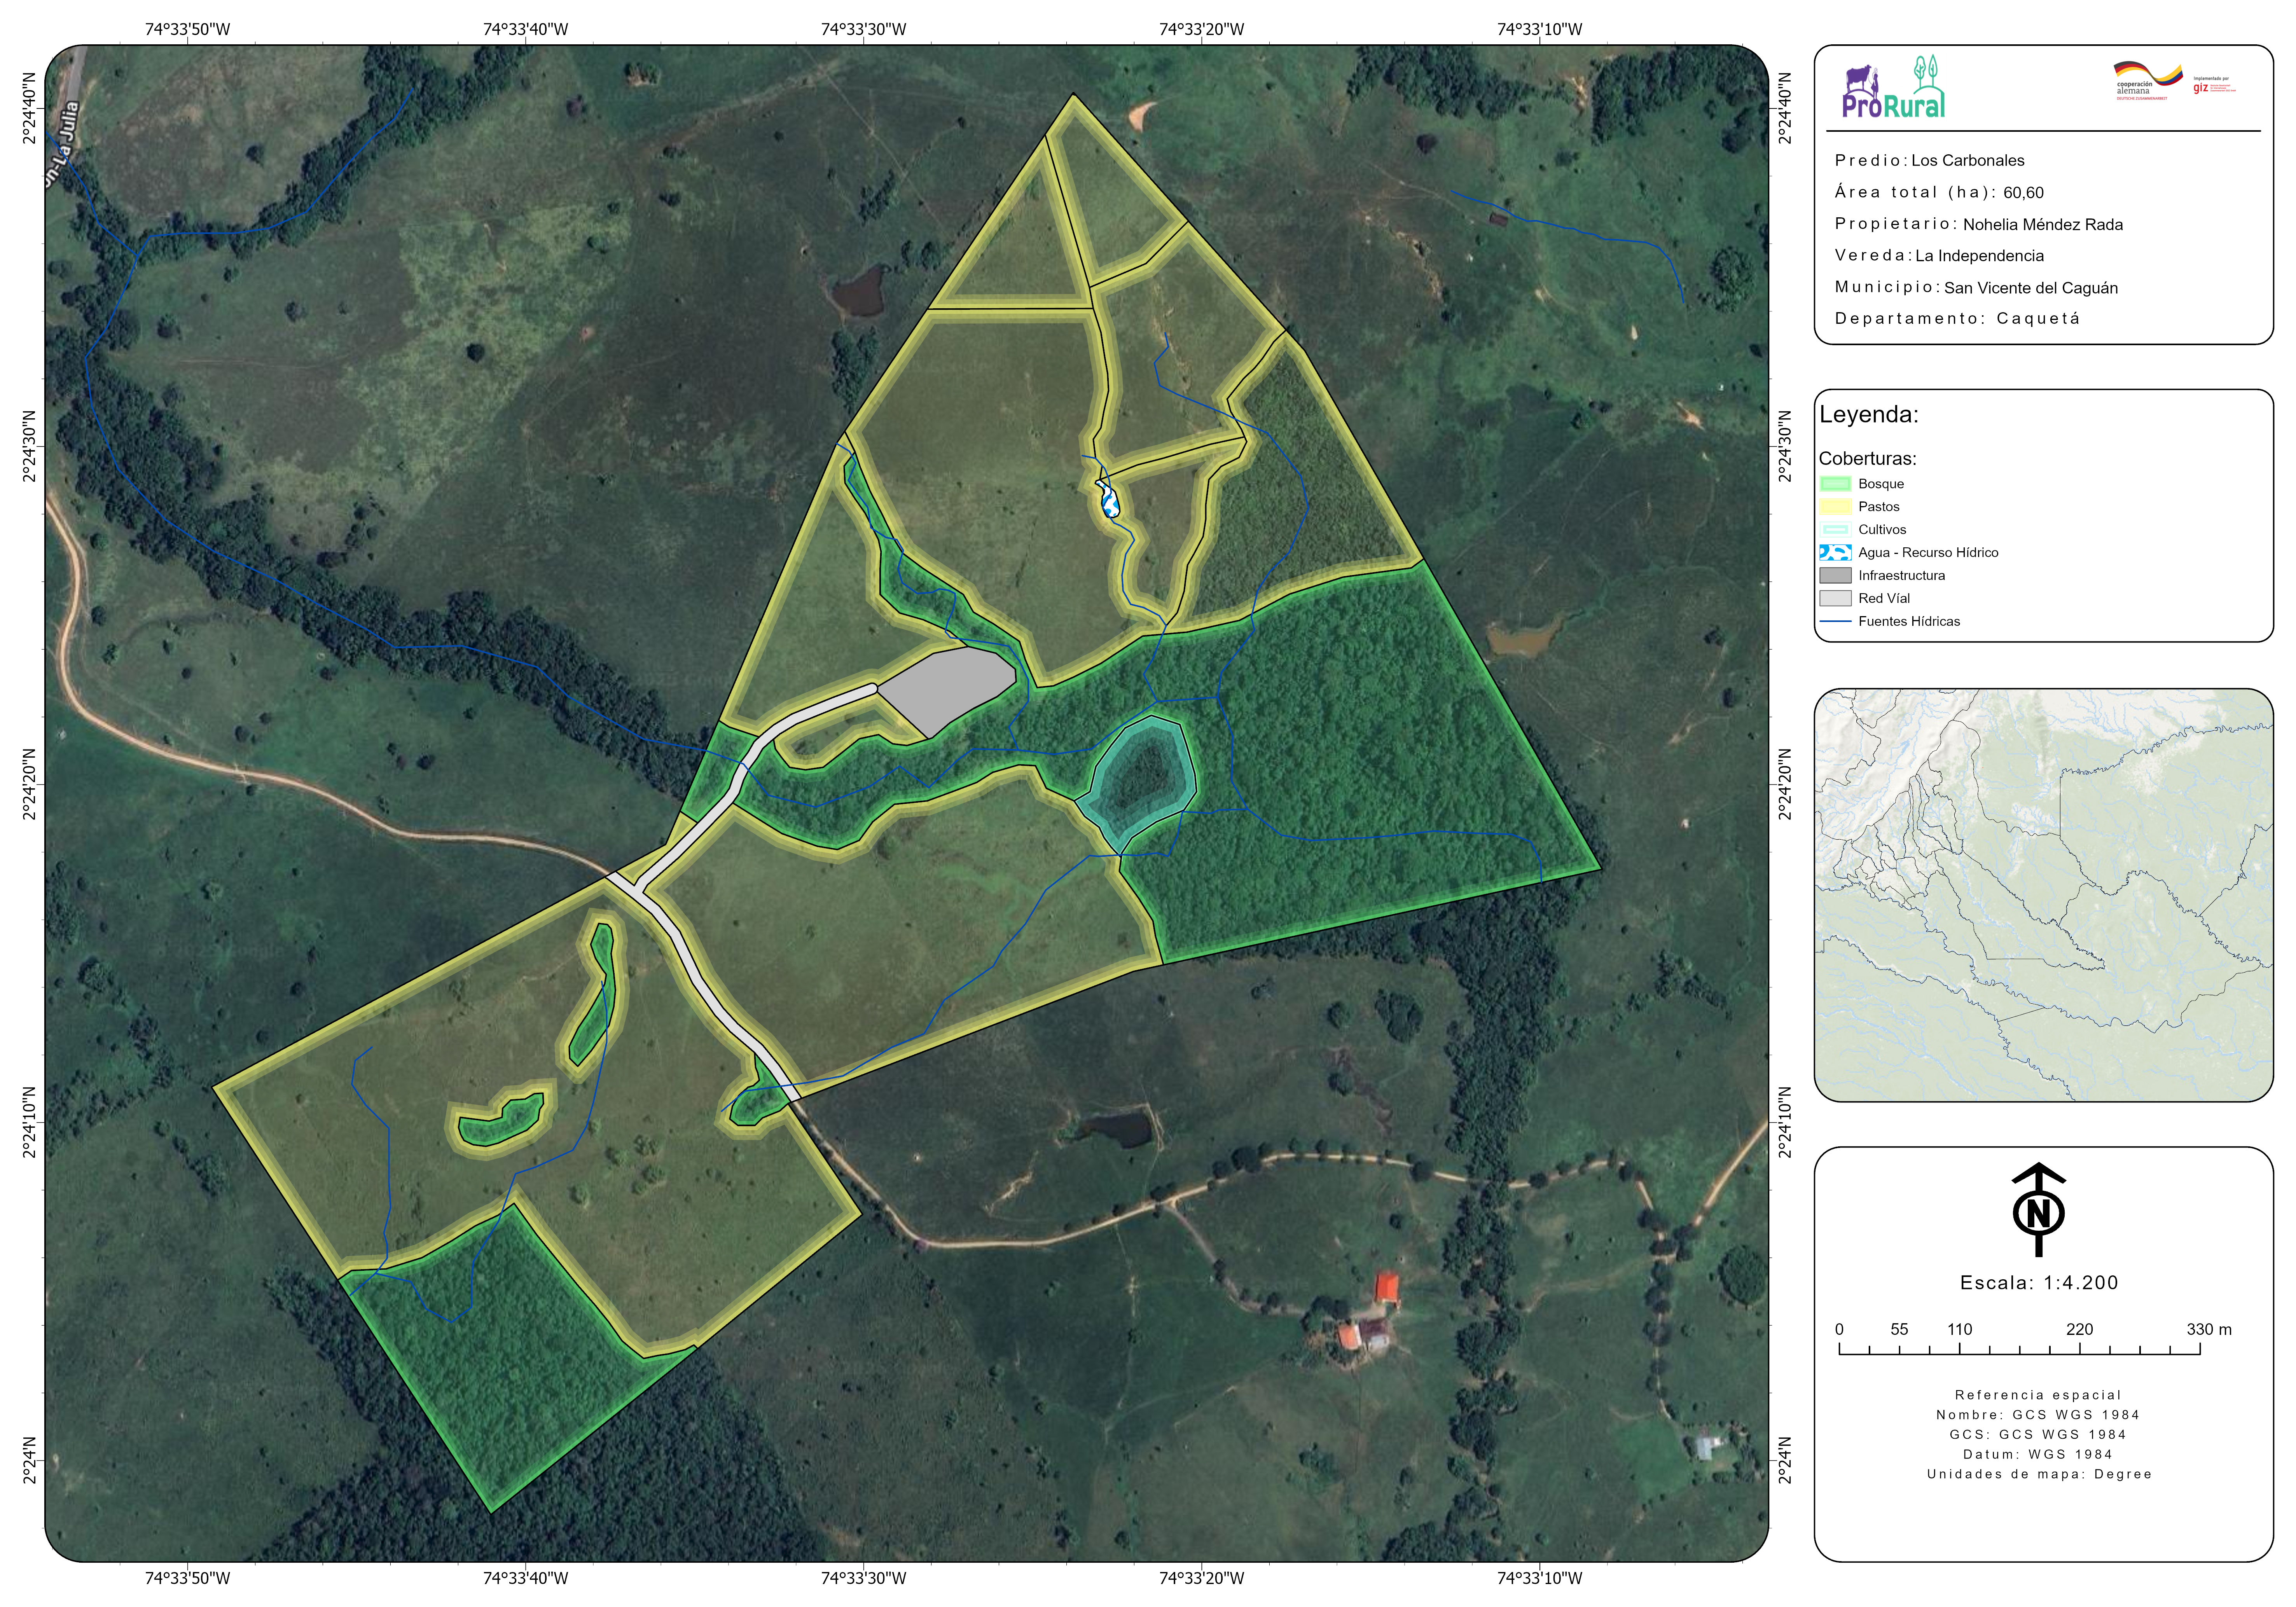 74°33'50"W 74°33'40"W 74°33'30"W 74°33'20"W 74°33'10"W
2°24'40"N
2°24'30"N
2°24'20"N
2°24'10"N
2°24'N
ón-La Julia
2°24'40"N
2°24'30"N
2°24'20"N
2°24'10"N
2°24'N
74°33'50"W 74°33'40"W 74°33'30"W 74°33'20"W 74°33'10"W
ProRural
cooperación
alemana
DEUTSCHE ZUSAMMENARBEIT
Implementada por
giz
Predio: Los Carbonales
Área total (ha): 60,60
Propietario: Nohelia Méndez Rada
Vereda: La Independencia
Municipio: San Vicente del Caguán
Departamento: Caquetá
Leyenda:
Coberturas:
Bosque
Pastos
Cultivos
Agua - Recurso Hídrico
Infraestructura
Red Víal
Fuentes Hídricas
N
Escala: 1:4.200
0 55 110 220 330 m
Referencia espacial
Nombre: GCS WGS 1984
GCS: GCS WGS 1984
Datum: WGS 1984
Unidades de mapa: Degree